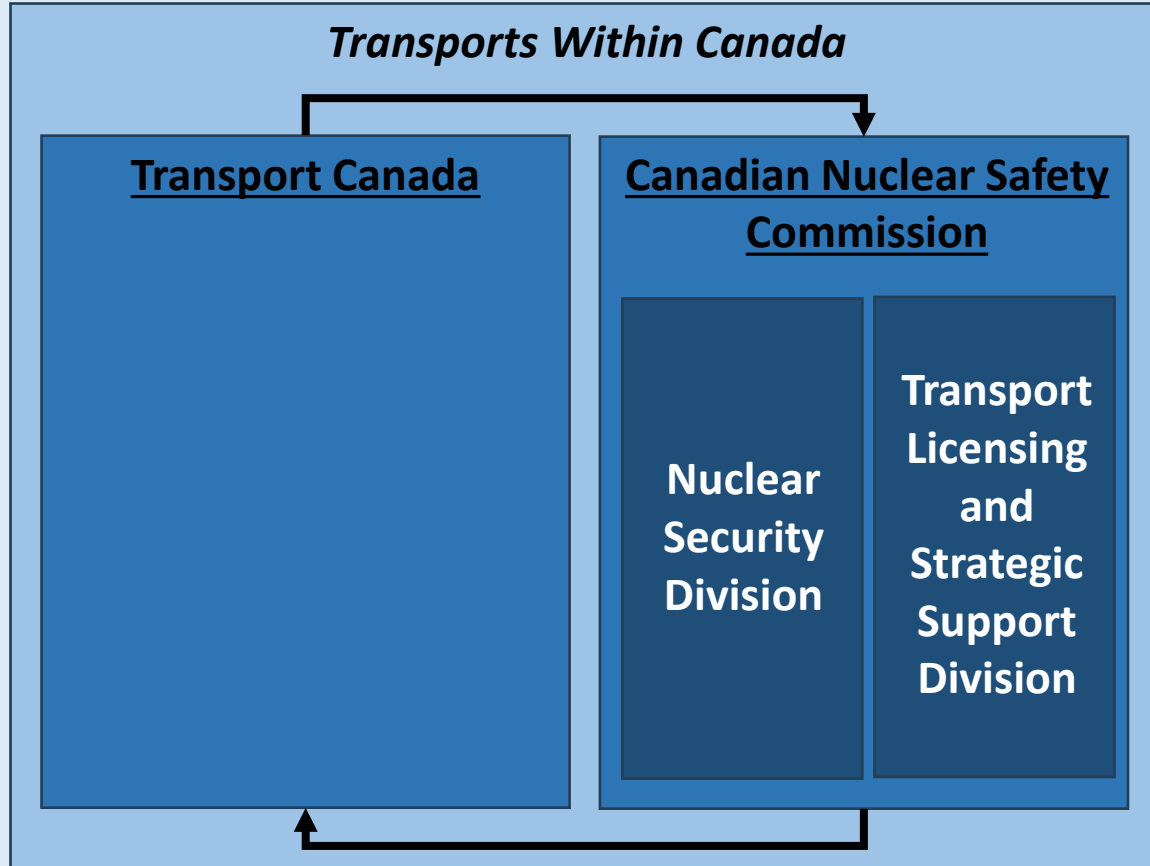 Transports Within Canada
Transport Canada
Canadian Nuclear Safety
Commission
Nuclear
Security
Division
Transport
Licensing
and
Strategic
Support
Division